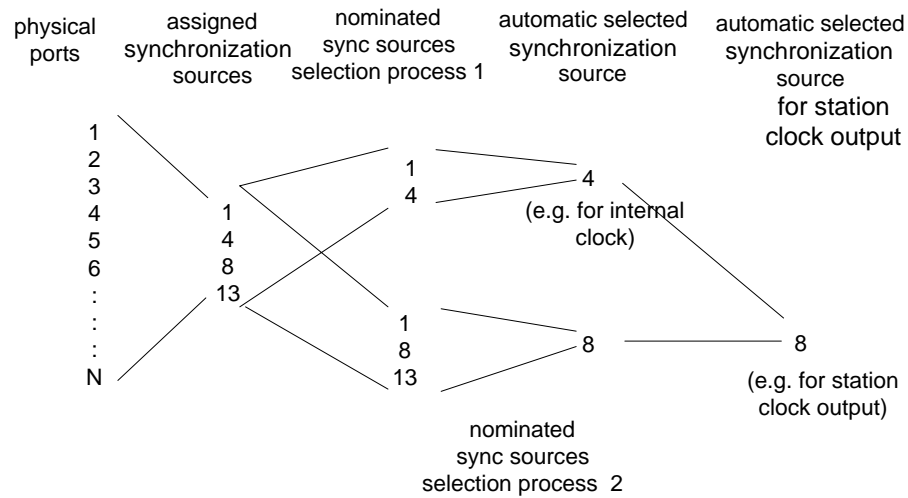 physical
ports
assigned
synchronization
sources
nominated
sync sources
selection process 1
automatic selected
synchronization
source
automatic selected
synchronization
source
for station
clock output
1
2
3
4
5
6
:
:
:
N
1
4
8
13
1
4
4
(e.g. for internal
clock)
1
8
13
8
8
(e.g. for station
clock output)
nominated
sync sources
selection process 2